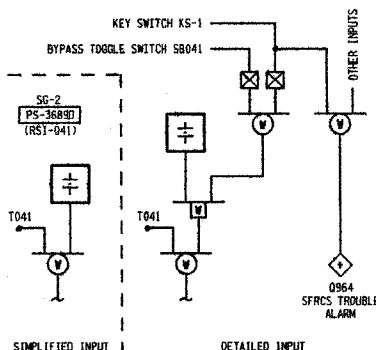 KEY SWITCH KS-1
BYPASS TOGGLE SWITCH SB041
OTHER INPUTS
SG-2
PS-3689D
(RSI-041)
T041
T041
Q964
SFRCS TROUBLE
ALARM
SIMPLIFIED INPUT
DETAILED INPUT